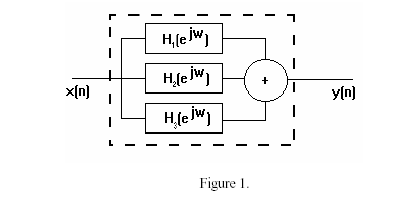 H₁(e^jw)
H₂(e^jw)
+
x(n)
y(n)
H₃(e^jw)
Figure 1.